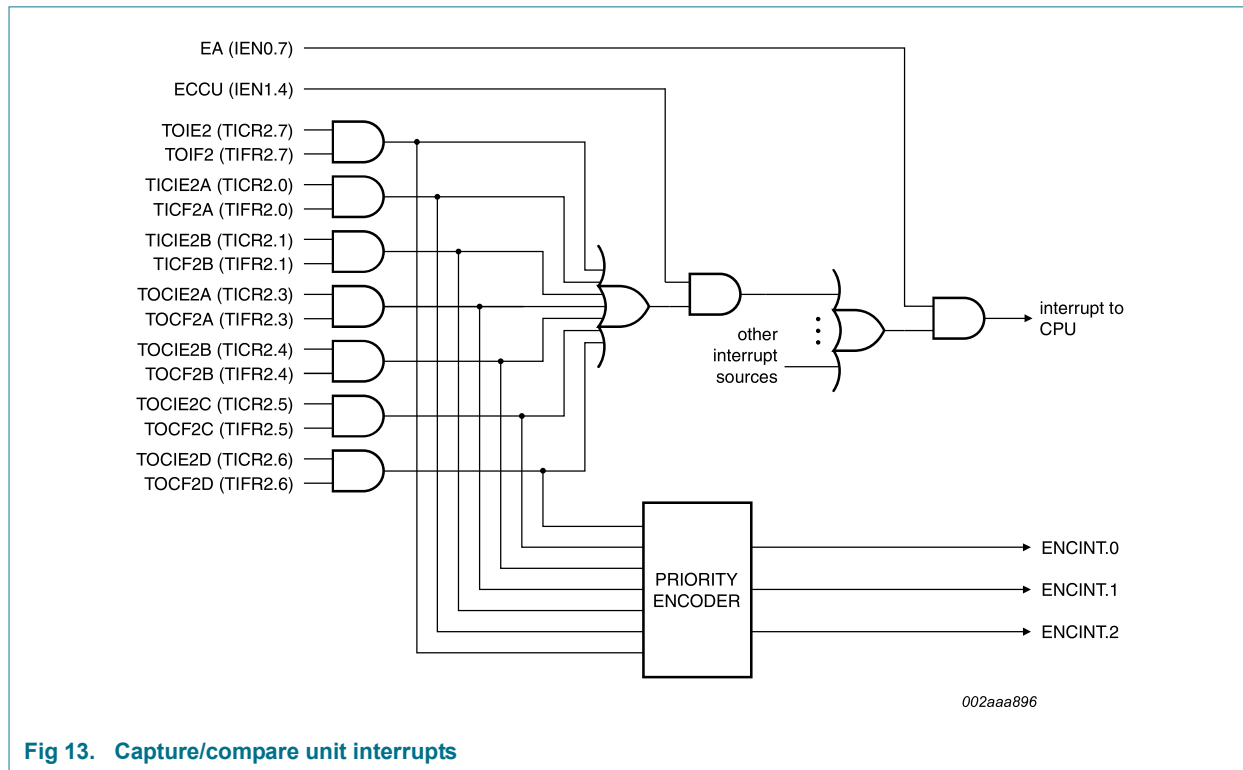 EA (IEN0.7)
ECCU (IEN1.4)
TOIE2 (TICR2.7)
TOIF2 (TIFR2.7)
TICIE2A (TICR2.0)
TICF2A (TIFR2.0)
TICIE2B (TICR2.1)
TICF2B (TIFR2.1)
TOCIE2A (TICR2.3)
TOCF2A (TIFR2.3)
TOCIE2B (TICR2.4)
TOCF2B (TIFR2.4)
TOCIE2C (TICR2.5)
TOCF2C (TIFR2.5)
TOCIE2D (TICR2.6)
TOCF2D (TIFR2.6)
other
interrupt
sources
interrupt to
CPU
PRIORITY
ENCODER
ENCINT.0
ENCINT.1
ENCINT.2
002aaa896
Fig 13. Capture/compare unit interrupts